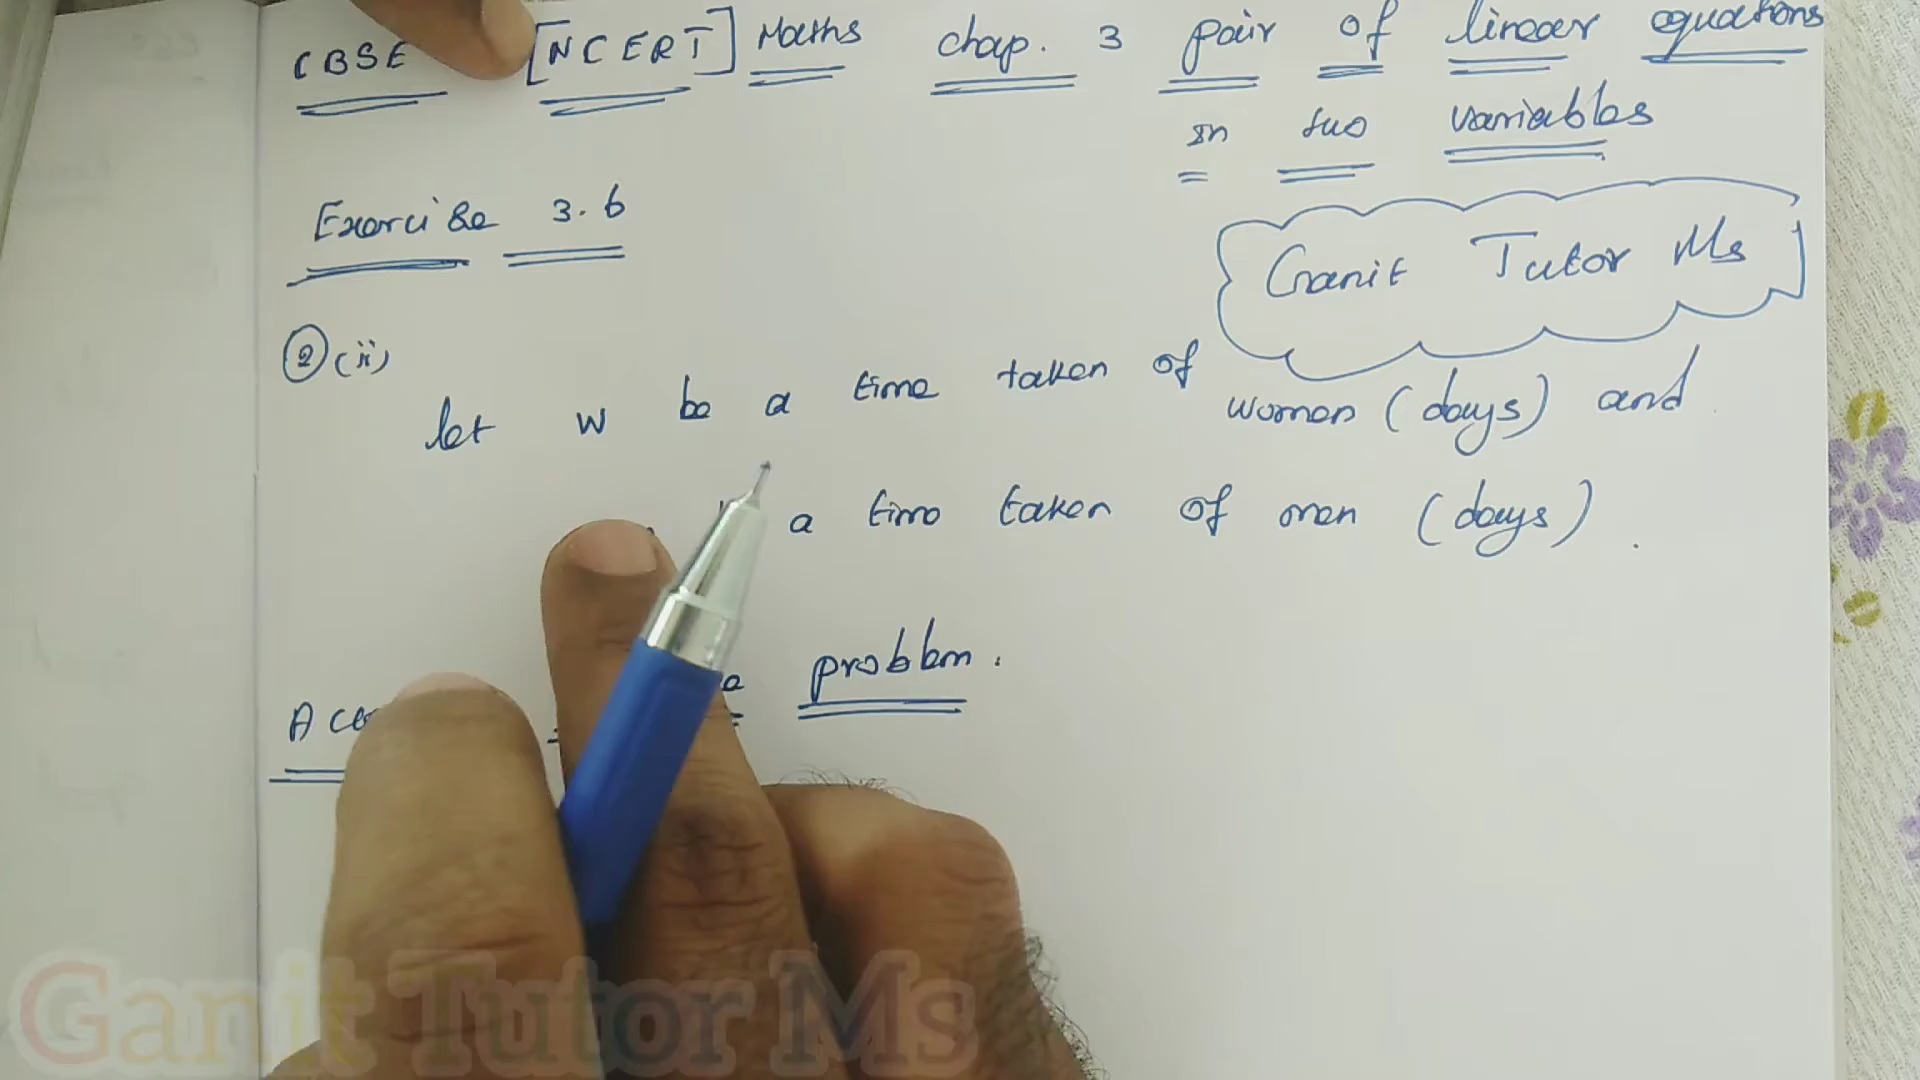 CBSE [NCERT] Maths chap. 3 pair of linear equations
in two variables
Exercise 3.6
Ganit Tutor Ms
2 (ii)
let w be a time taken of women (days) and
a time taken of men (days).
problem.
Ganit Tutor Ms